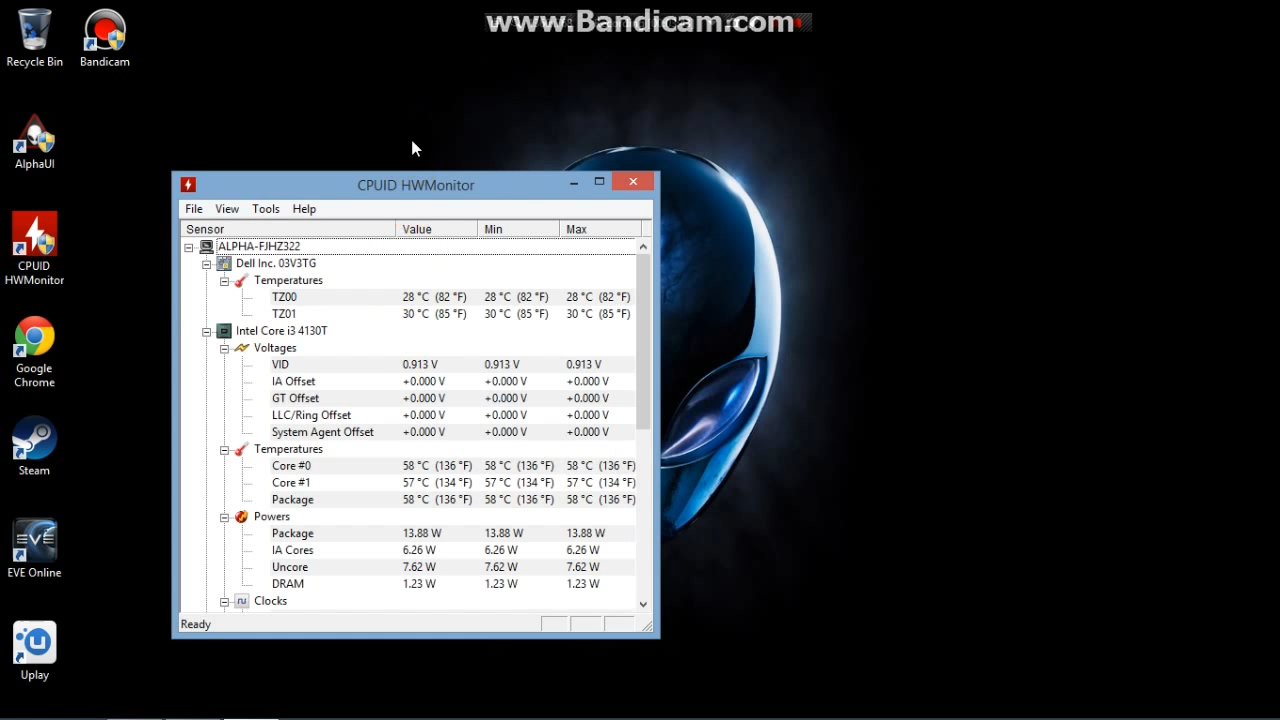 www.Bandicam.com
Recycle Bin
Bandicam
AlphaUI
CPUID
HWMonitor
Google
Chrome
Steam
EVE
EVE Online
Uplay
CPUID HWMonitor
File View Tools Help
Sensor Value Min Max
ALPHA-FJHZ322
Dell Inc. 03V3TG
Temperatures
TZ00 28 °C (82 °F) 28 °C (82 °F) 28 °C (82 °F)
TZ01 30 °C (85 °F) 30 °C (85 °F) 30 °C (85 °F)
Intel Core i3 4130T
Voltages
VID 0.913 V 0.913 V 0.913 V
IA Offset +0.000 V +0.000 V +0.000 V
GT Offset +0.000 V +0.000 V +0.000 V
LLC/Ring Offset +0.000 V +0.000 V +0.000 V
System Agent Offset +0.000 V +0.000 V +0.000 V
Temperatures
Core #0 58 °C (136 °F) 58 °C (136 °F) 58 °C (136 °F)
Core #1 57 °C (134 °F) 57 °C (134 °F) 57 °C (134 °F)
Package 58 °C (136 °F) 58 °C (136 °F) 58 °C (136 °F)
Powers
Package 13.88 W 13.88 W 13.88 W
IA Cores 6.26 W 6.26 W 6.26 W
Uncore 7.62 W 7.62 W 7.62 W
DRAM 1.23 W 1.23 W 1.23 W
Clocks
Ready